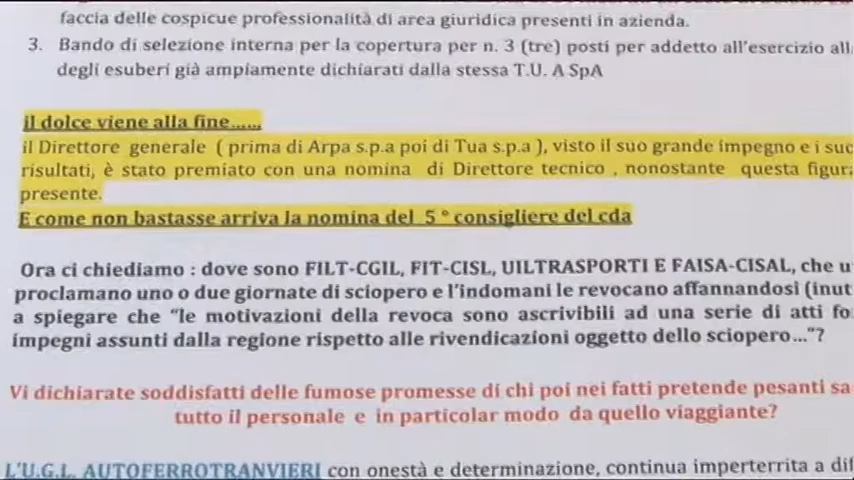 faccia delle cospicue professionalità di area giuridica presenti in azienda.
3. Bando di selezione interna per la copertura per n. 3 (tre) posti per addetto all'esercizio all
degli esuberi già ampiamente dichiarati dalla stessa T.U. A SpA
il dolce viene alla fine......
il Direttore generale ( prima di Arpa s.p.a poi di Tua s.p.a ), visto il suo grande impegno e i suo
risultati, è stato premiato con una nomina di Direttore tecnico , nonostante questa figura
presente.
E come non bastasse arriva la nomina del 5 ° consigliere del cda
Ora ci chiediamo : dove sono FILT-CGIL, FIT-CISL, UILTRASPORTI E FAISA-CISAL, che u
proclamano uno o due giornate di sciopero e l'indomani le revocano affannandosi (inut
a spiegare che "le motivazioni della revoca sono ascrivibili ad una serie di atti fo
impegni assunti dalla regione rispetto alle rivendicazioni oggetto dello sciopero..."?
Vi dichiarate soddisfatti delle fumose promesse di chi poi nei fatti pretende pesanti sa
tutto il personale e in particolar modo da quello viaggiante?
L'U.G.L. AUTOFERROTRANVIERI con onestà e determinazione, continua imperterrita a dif